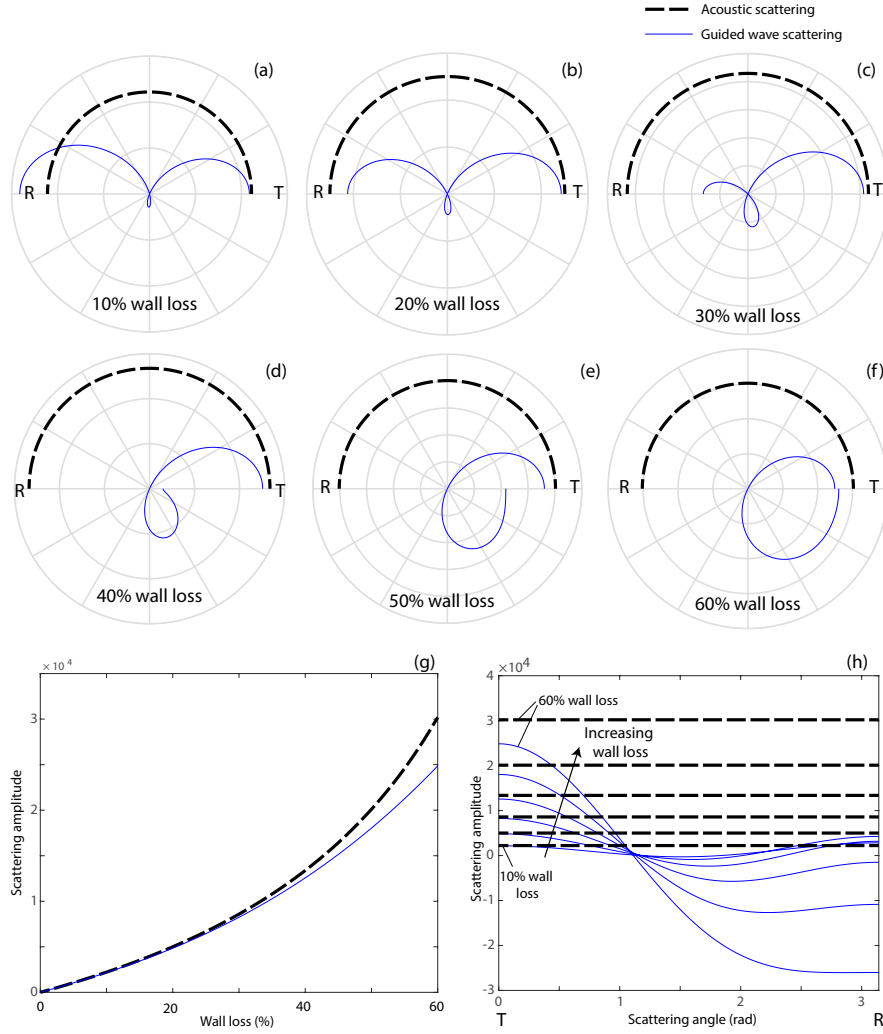 Acoustic scattering
Guided wave scattering
(a)
R
T
10% wall loss
(b)
R
T
20% wall loss
(c)
R
T
30% wall loss
(d)
R
T
40% wall loss
(e)
R
T
50% wall loss
(f)
R
T
60% wall loss
(g)
×10 4
3
2
1
0
0
20
40
60
Scattering amplitude
Wall loss (%)
(h)
×10⁴
4
3
2
1
0
-1
-2
-3
0
1
2
3
60% wall loss
Increasing
wall loss
10% wall
loss
Scattering amplitude
T
Scattering angle (rad)
R